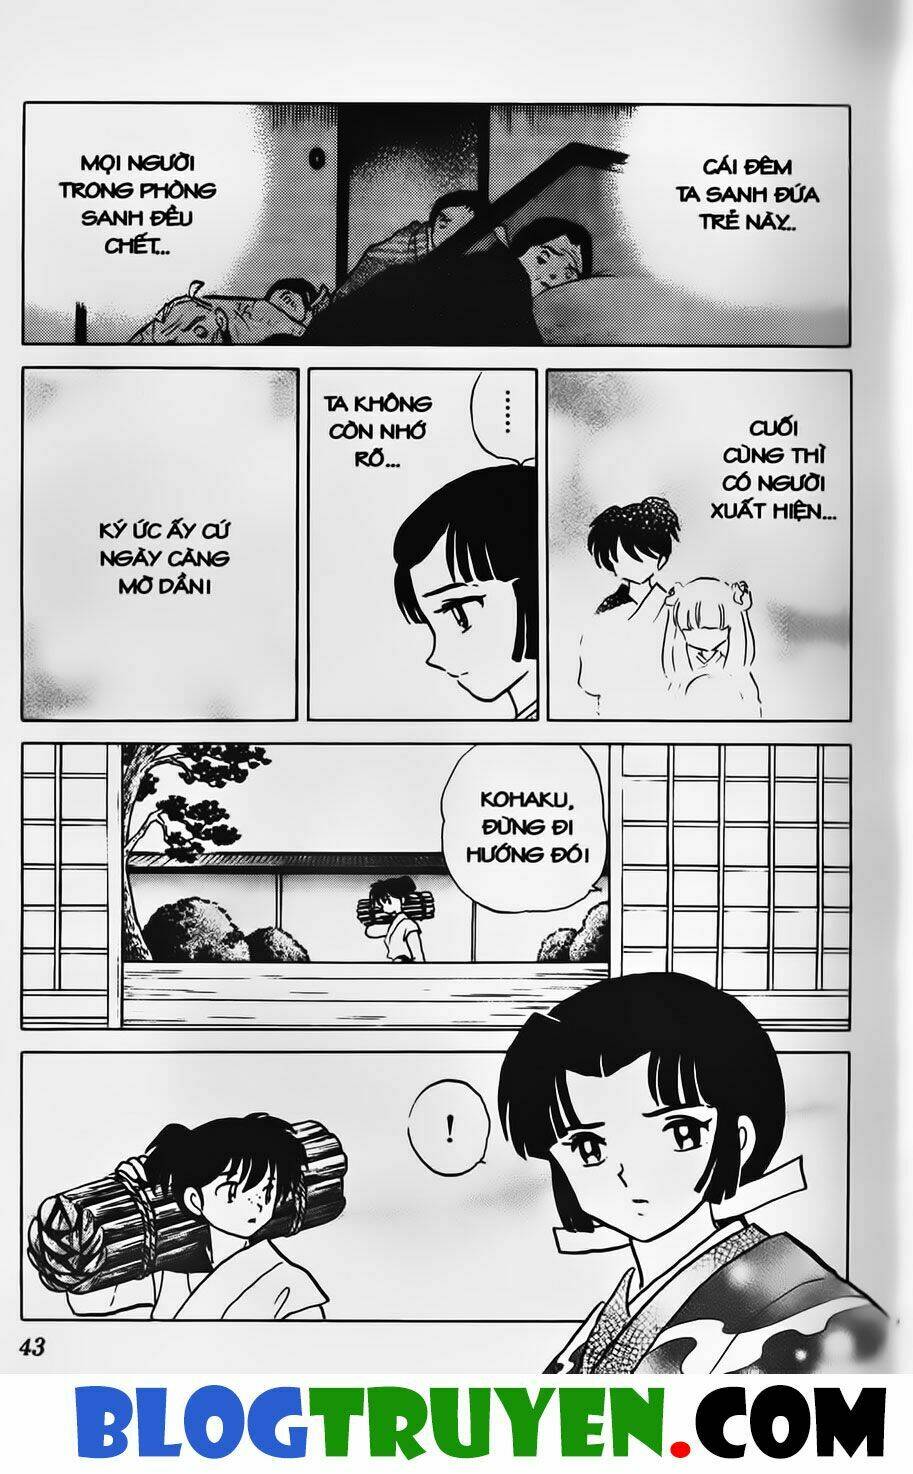 CÁI ĐÊM
TA SANH ĐỨA
TRẺ NÀY...
MỌI NGƯỜI
TRONG PHÒNG
SANH ĐỀU
CHẾT...
CUỐI
CÙNG THÌ
CÓ NGƯỜI
XUẤT HIỆN...
TA KHÔNG
CÒN NHỚ
RÕ...
KÝ ỨC ẤY CỨ
NGÀY CÀNG
MỜ DẦN!
KOHAKU,
ĐỪNG ĐI
HƯỚNG ĐÓ!
!
43
BLOGTRUYEN.COM